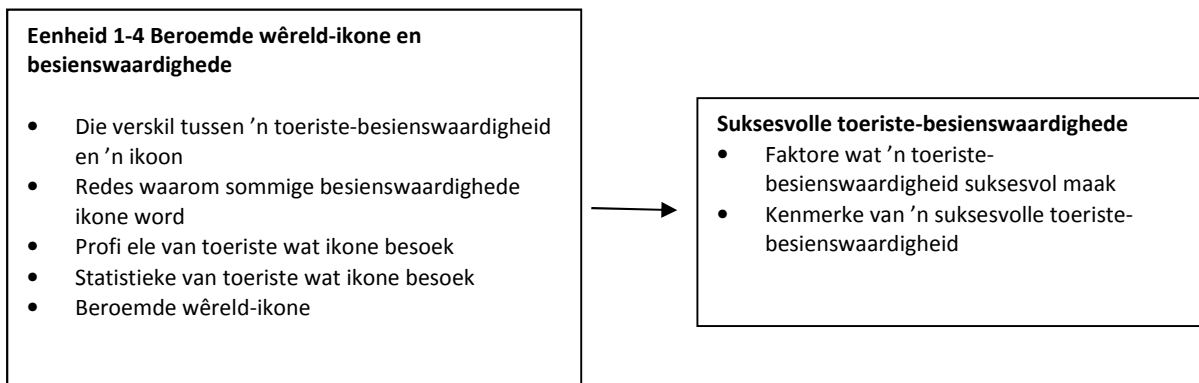 Eenheid 1-4 Beroemde wêreld-ikone en
besienswaardighede
• Die verskil tussen ’n toeriste-besienswaardigheid
en ’n ikoon
• Redes waarom sommige besienswaardighede
ikone word
• Profi ele van toeriste wat ikone besoek
• Statistieke van toeriste wat ikone besoek
• Beroemde wêreld-ikone
Suksesvolle toeriste-besienswaardighede
• Faktore wat ’n toeriste-
besienswaardigheid suksesvol maak
• Kenmerke van ’n suksesvolle toeriste-
besienswaardigheid